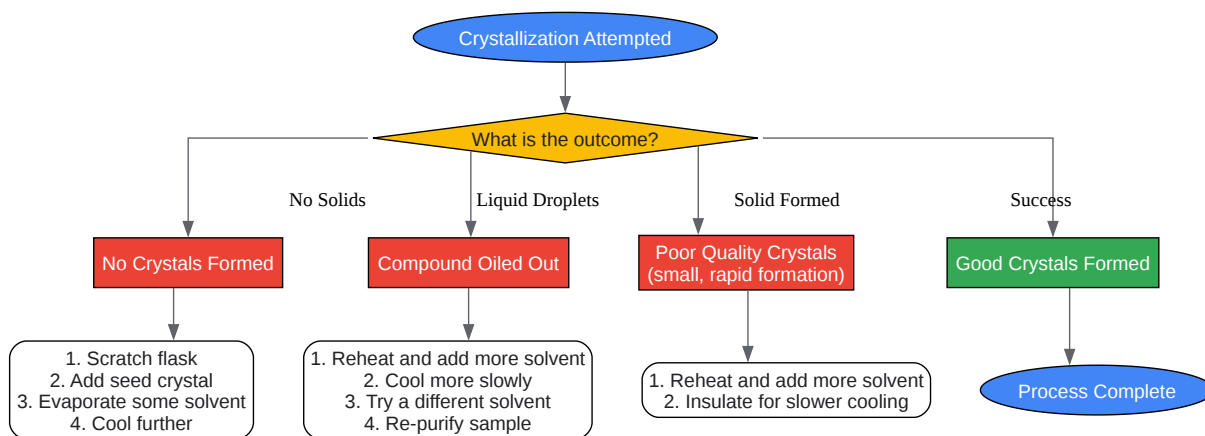 Crystallization Attempted
What is the outcome?
No Solids
Liquid Droplets
Solid Formed
Success
No Crystals Formed
Compound Oiled Out
Poor Quality Crystals
(small, rapid formation)
Good Crystals Formed
1. Scratch flask
2. Add seed crystal
3. Evaporate some solvent
4. Cool further
1. Reheat and add more solvent
2. Cool more slowly
3. Try a different solvent
4. Re-purify sample
1. Reheat and add more solvent
2. Insulate for slower cooling
Process Complete